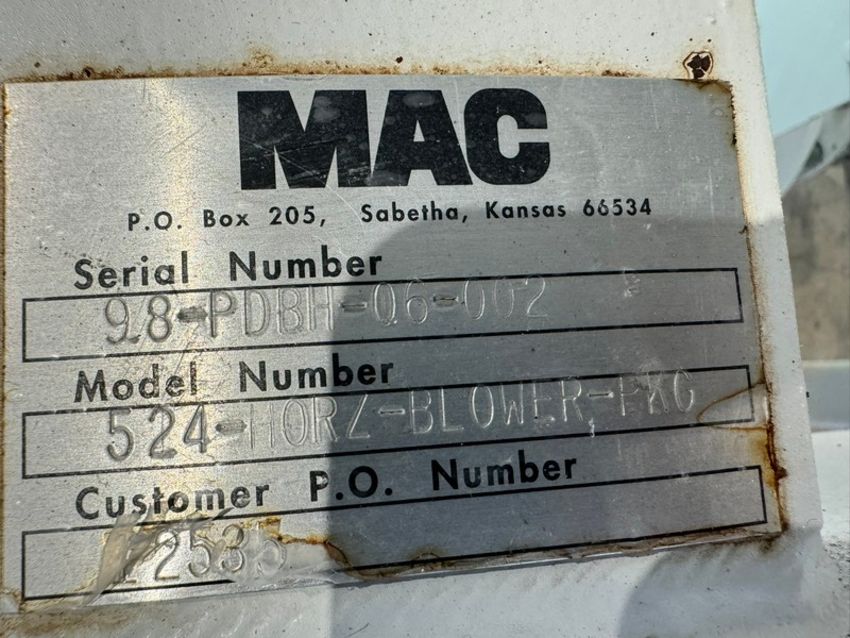 MAC
P.O. Box 205, Sabetha, Kansas 66534
Serial Number
98-PDBH-06-002
Model Number
524-HORZ-BLOWER-PKG
Customer P.O. Number